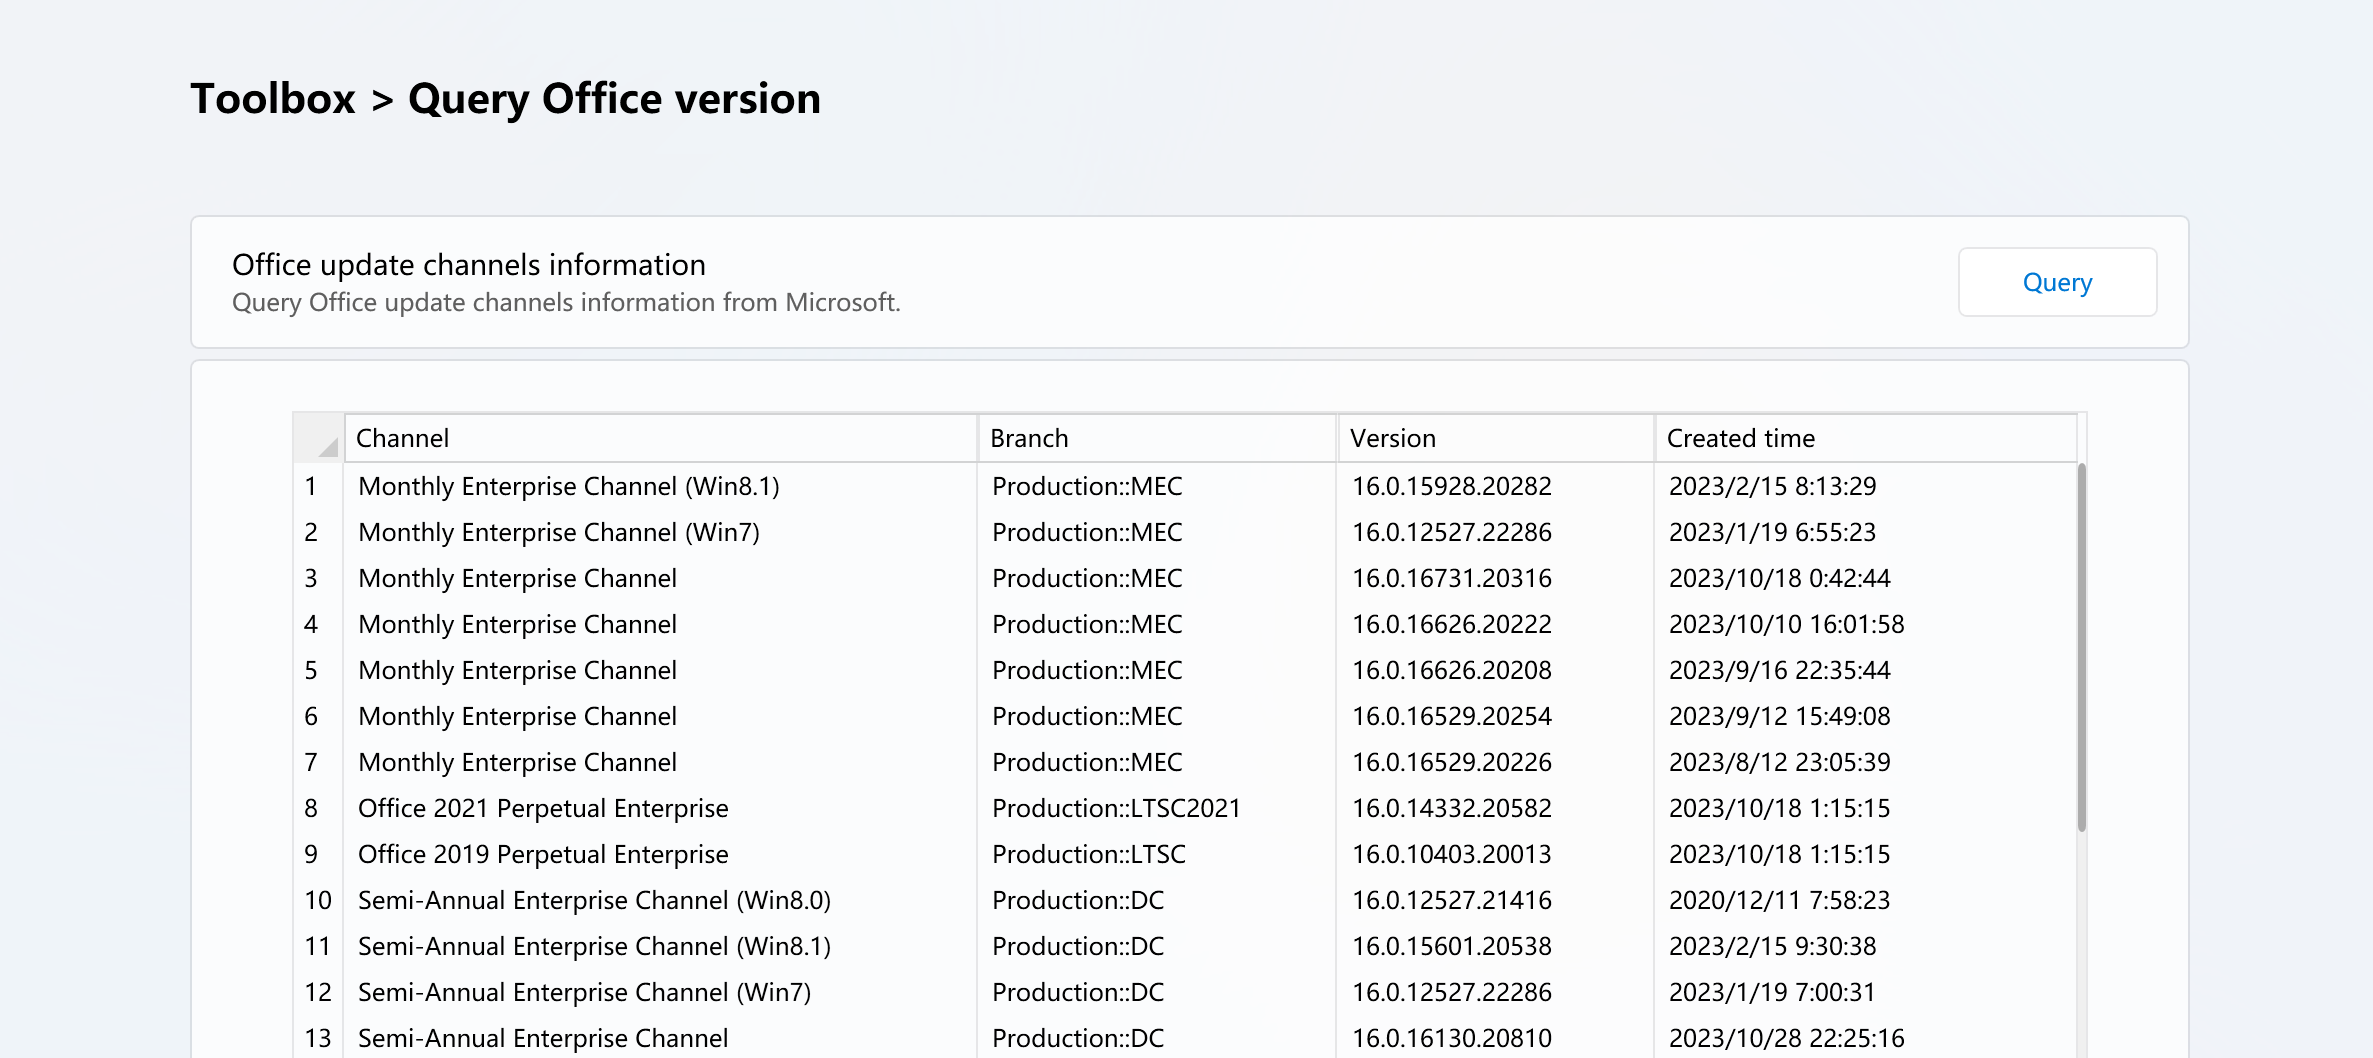 Toolbox > Query Office version
Office update channels information
Query Office update channels information from Microsoft.
Query
Channel Branch Version Created time
1 Monthly Enterprise Channel (Win8.1) Production::MEC 16.0.15928.20282 2023/2/15 8:13:29
2 Monthly Enterprise Channel (Win7) Production::MEC 16.0.12527.22286 2023/1/19 6:55:23
3 Monthly Enterprise Channel Production::MEC 16.0.16731.20316 2023/10/18 0:42:44
4 Monthly Enterprise Channel Production::MEC 16.0.16626.20222 2023/10/10 16:01:58
5 Monthly Enterprise Channel Production::MEC 16.0.16626.20208 2023/9/16 22:35:44
6 Monthly Enterprise Channel Production::MEC 16.0.16529.20254 2023/9/12 15:49:08
7 Monthly Enterprise Channel Production::MEC 16.0.16529.20226 2023/8/12 23:05:39
8 Office 2021 Perpetual Enterprise Production::LTSC2021 16.0.14332.20582 2023/10/18 1:15:15
9 Office 2019 Perpetual Enterprise Production::LTSC 16.0.10403.20013 2023/10/18 1:15:15
10 Semi-Annual Enterprise Channel (Win8.0) Production::DC 16.0.12527.21416 2020/12/11 7:58:23
11 Semi-Annual Enterprise Channel (Win8.1) Production::DC 16.0.15601.20538 2023/2/15 9:30:38
12 Semi-Annual Enterprise Channel (Win7) Production::DC 16.0.12527.22286 2023/1/19 7:00:31
13 Semi-Annual Enterprise Channel Production::DC 16.0.16130.20810 2023/10/28 22:25:16